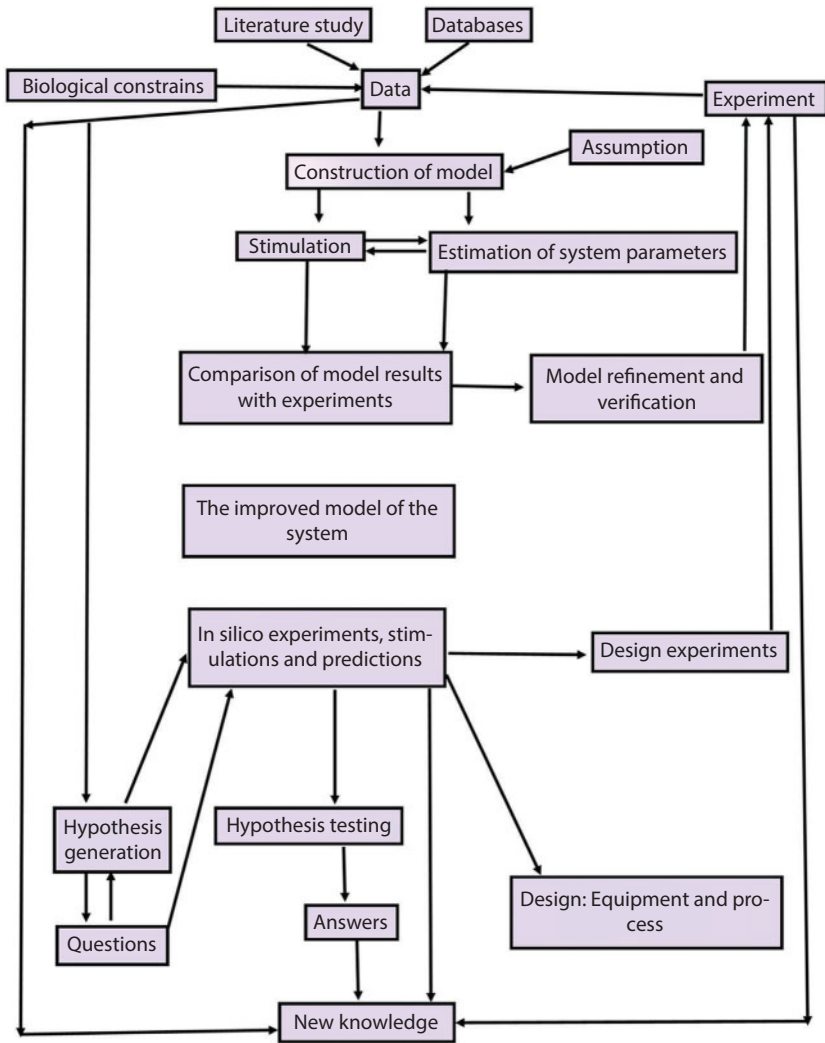 Literature study
Databases
Biological constrains
Data
Experiment
Assumption
Construction of model
Stimulation
Estimation of system parameters
Comparison of model results
with experiments
Model refinement and
verification
The improved model of the
system
In silico experiments, stim-
ulations and predictions
Design experiments
Hypothesis
generation
Hypothesis testing
Questions
Answers
Design: Equipment and pro-
cess
New knowledge